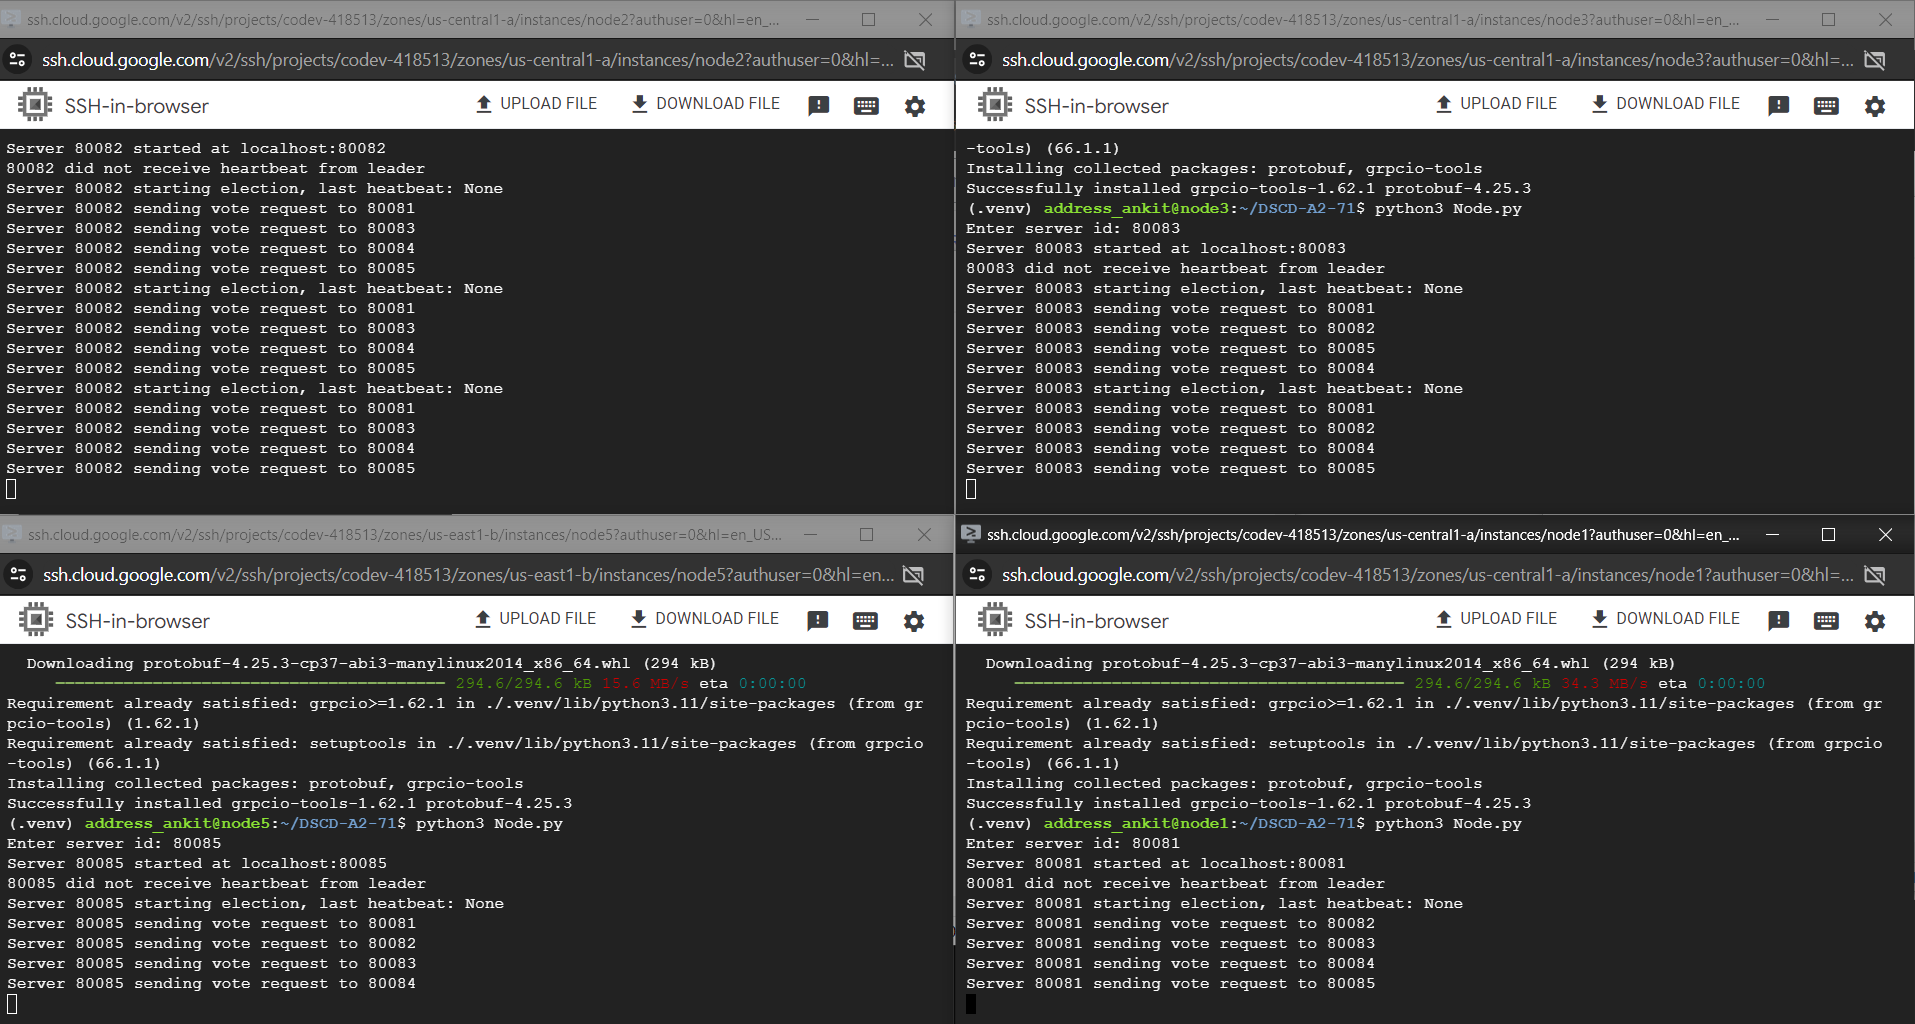 ssh.cloud.google.com/v2/ssh/projects/codev-418513/zones/us-central1-a/instances/node2?authuser=0&hl=en_...
ssh.cloud.google.com/v2/ssh/projects/codev-418513/zones/us-central1-a/instances/node2?authuser=0&hl=...
SSH-in-browser
UPLOAD FILE
DOWNLOAD FILE
Server 80082 started at localhost:80082
80082 did not receive heartbeat from leader
Server 80082 starting election, last heatbeat: None
Server 80082 sending vote request to 80081
Server 80082 sending vote request to 80083
Server 80082 sending vote request to 80084
Server 80082 sending vote request to 80085
Server 80082 starting election, last heatbeat: None
Server 80082 sending vote request to 80081
Server 80082 sending vote request to 80083
Server 80082 sending vote request to 80084
Server 80082 sending vote request to 80085
Server 80082 starting election, last heatbeat: None
Server 80082 sending vote request to 80081
Server 80082 sending vote request to 80083
Server 80082 sending vote request to 80084
Server 80082 sending vote request to 80085
ssh.cloud.google.com/v2/ssh/projects/codev-418513/zones/us-central1-a/instances/node3?authuser=0&hl=en_...
ssh.cloud.google.com/v2/ssh/projects/codev-418513/zones/us-central1-a/instances/node3?authuser=0&hl=...
SSH-in-browser
UPLOAD FILE
DOWNLOAD FILE
-tools) (66.1.1)
Installing collected packages: protobuf, grpcio-tools
Successfully installed grpcio-tools-1.62.1 protobuf-4.25.3
(.venv) address_ankit@node3:~/DSCD-A2-71$ python3 Node.py
Enter server id: 80083
Server 80083 started at localhost:80083
80083 did not receive heartbeat from leader
Server 80083 starting election, last heatbeat: None
Server 80083 sending vote request to 80081
Server 80083 sending vote request to 80082
Server 80083 sending vote request to 80085
Server 80083 sending vote request to 80084
Server 80083 starting election, last heatbeat: None
Server 80083 sending vote request to 80081
Server 80083 sending vote request to 80082
Server 80083 sending vote request to 80084
Server 80083 sending vote request to 80085
ssh.cloud.google.com/v2/ssh/projects/codev-418513/zones/us-east1-b/instances/node5?authuser=0&hl=en_US...
ssh.cloud.google.com/v2/ssh/projects/codev-418513/zones/us-east1-b/instances/node5?authuser=0&hl=en...
SSH-in-browser
UPLOAD FILE
DOWNLOAD FILE
Downloading protobuf-4.25.3-cp37-abi3-manylinux2014_x86_64.whl (294 kB)
294.6/294.6 kB 15.6 MB/s eta 0:00:00
Requirement already satisfied: grpcio>=1.62.1 in ./.venv/lib/python3.11/site-packages (from gr
pcio-tools) (1.62.1)
Requirement already satisfied: setuptools in ./.venv/lib/python3.11/site-packages (from grpcio
-tools) (66.1.1)
Installing collected packages: protobuf, grpcio-tools
Successfully installed grpcio-tools-1.62.1 protobuf-4.25.3
(.venv) address_ankit@node5:~/DSCD-A2-71$ python3 Node.py
Enter server id: 80085
Server 80085 started at localhost:80085
80085 did not receive heartbeat from leader
Server 80085 starting election, last heatbeat: None
Server 80085 sending vote request to 80081
Server 80085 sending vote request to 80082
Server 80085 sending vote request to 80083
Server 80085 sending vote request to 80084
ssh.cloud.google.com/v2/ssh/projects/codev-418513/zones/us-central1-a/instances/node1?authuser=0&hl=en_...
ssh.cloud.google.com/v2/ssh/projects/codev-418513/zones/us-central1-a/instances/node1?authuser=0&hl=...
SSH-in-browser
UPLOAD FILE
DOWNLOAD FILE
Downloading protobuf-4.25.3-cp37-abi3-manylinux2014_x86_64.whl (294 kB)
294.6/294.6 kB 34.3 MB/s eta 0:00:00
Requirement already satisfied: grpcio>=1.62.1 in ./.venv/lib/python3.11/site-packages (from gr
pcio-tools) (1.62.1)
Requirement already satisfied: setuptools in ./.venv/lib/python3.11/site-packages (from grpcio
-tools) (66.1.1)
Installing collected packages: protobuf, grpcio-tools
Successfully installed grpcio-tools-1.62.1 protobuf-4.25.3
(.venv) address_ankit@node1:~/DSCD-A2-71$ python3 Node.py
Enter server id: 80081
Server 80081 started at localhost:80081
80081 did not receive heartbeat from leader
Server 80081 starting election, last heatbeat: None
Server 80081 sending vote request to 80082
Server 80081 sending vote request to 80083
Server 80081 sending vote request to 80084
Server 80081 sending vote request to 80085